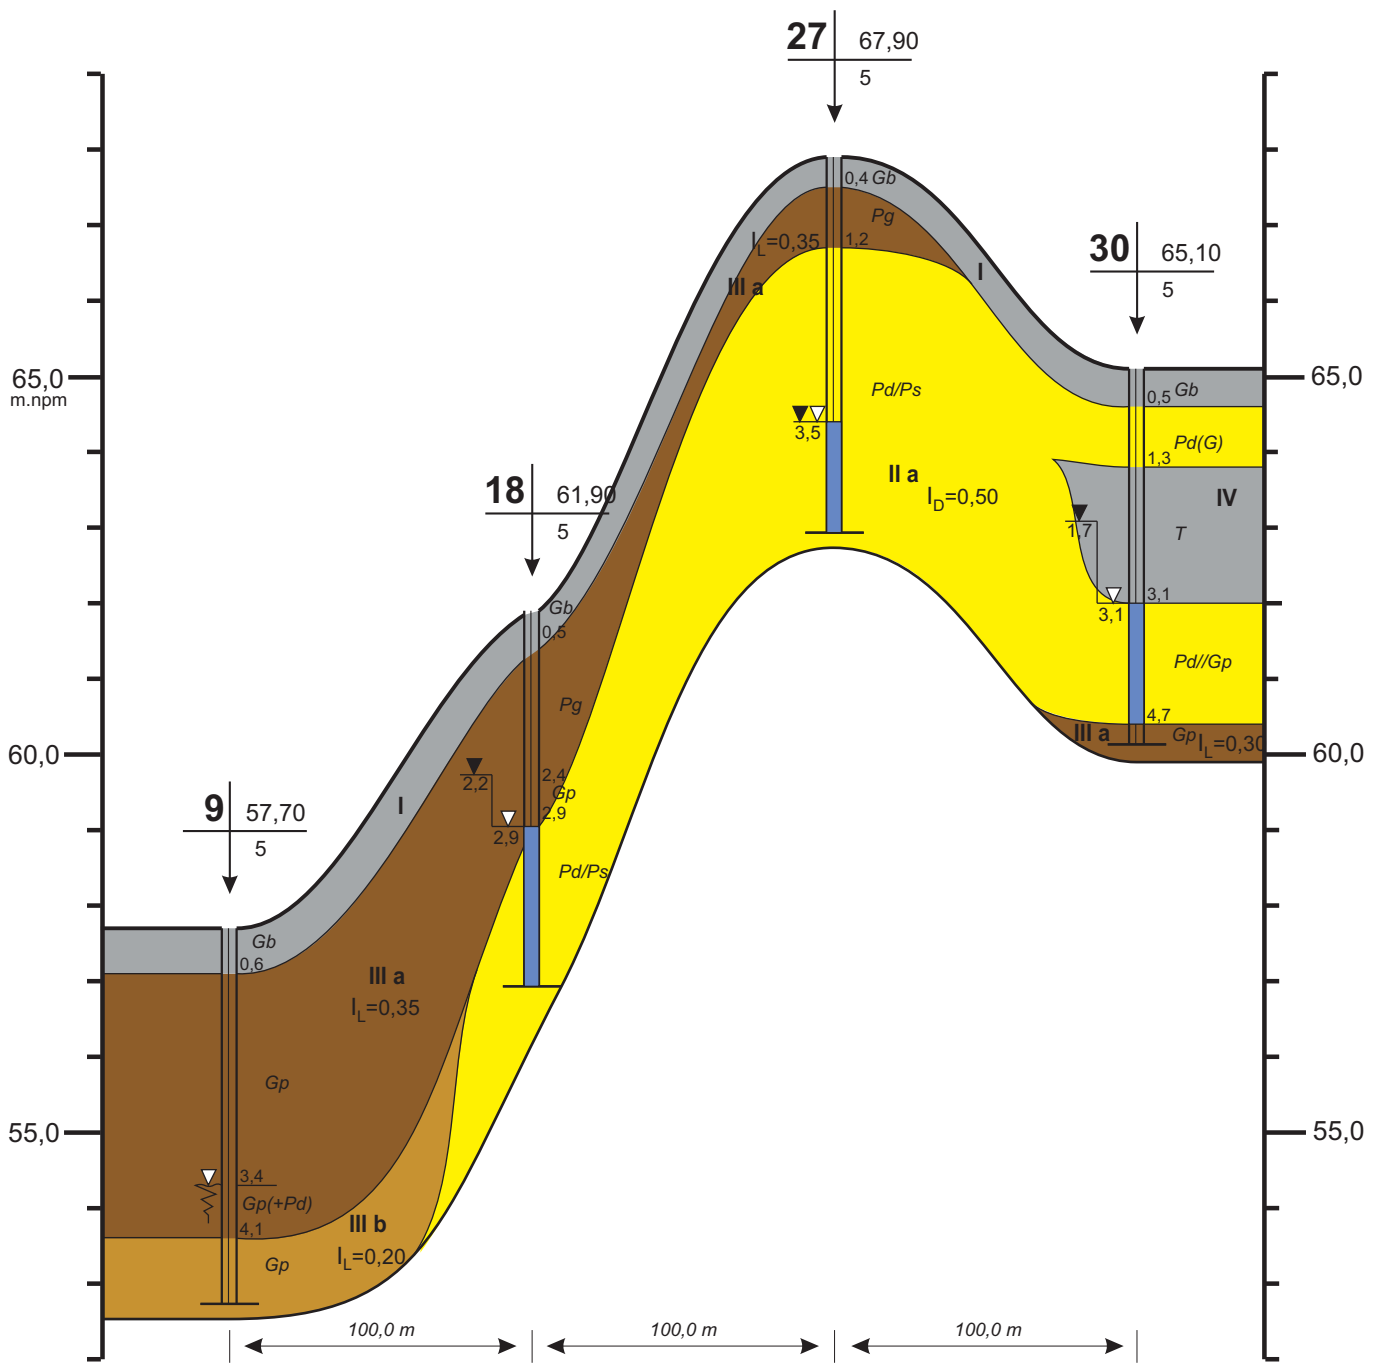 27 67,90
5
0,4 Gb
Pg
I_L=0,35 1,2
III a
I
30 65,10
5
65,0
m.npm
65,0
0,5 Gb
Pd/Ps
3,5
Pd(G)
1,3
II a
I_D=0,50
IV
1,7
T
3,1
3,1
18 61,90
5
Gb
0,5
Pg
Pd//Gp
4,7
III a Gp I_L=0,30
60,0
60,0
2,2
2,4
Gp
2,9
2,9
Pd/Ps
I
9 57,70
5
Gb
0,6
III a
I_L=0,35
Gp
55,0
55,0
3,4
Gp(+Pd)
4,1
III b
I_L=0,20
Gp
100,0 m 100,0 m 100,0 m